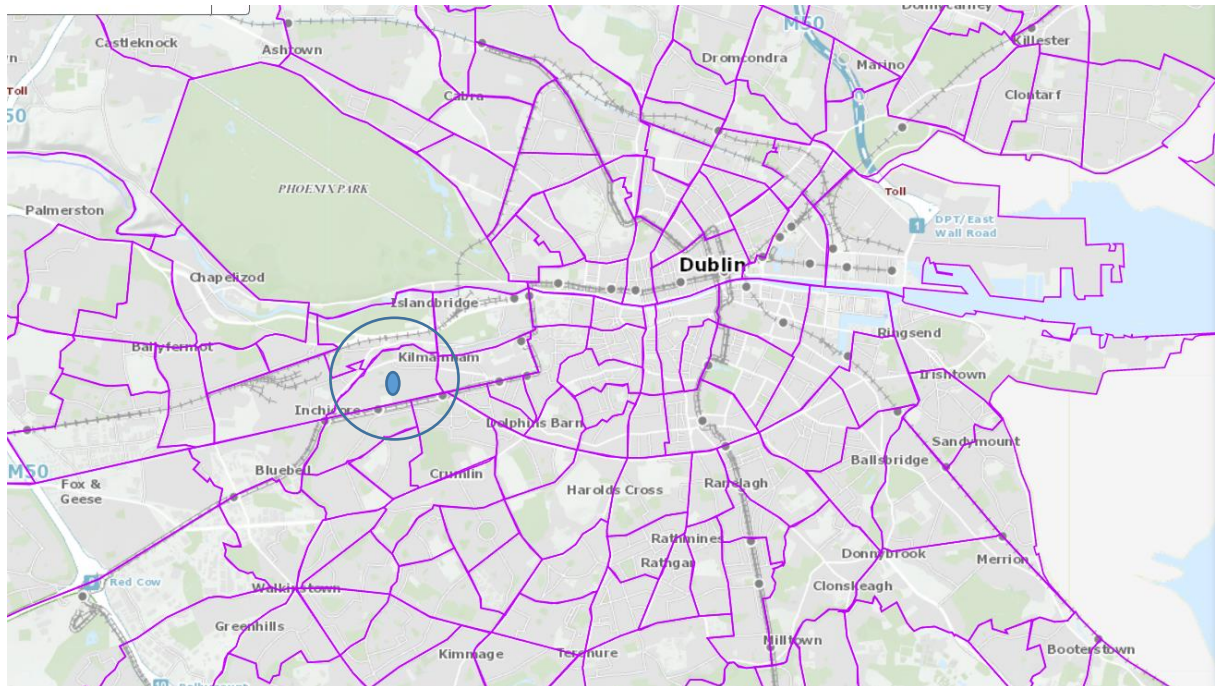 M50
Donnycarney
Castleknock
Ashtown
Killester
Dromcondra
Marino
Toll
Cabra
Clontarf
50
PHOENIX PARK
Toll
Palmerston
1
DPT/East
Wall Road
Dublin
Chapelizod
Islandbridge
Ringsend
Ballyfermot
Kilmainham
Irishtown
Inchicore
Dolphins Barn
Sandymount
M50
Bluebell
Crumlin
Ballsbridge
Fox &
Geese
Harolds Cross
Ranelagh
Rathmines
Donnybrook
Rathgar
Merrion
Red Cow
Walkinstown
Clonskeagh
Greenhills
Milltown
Kimmage
Terenure
Booterstown